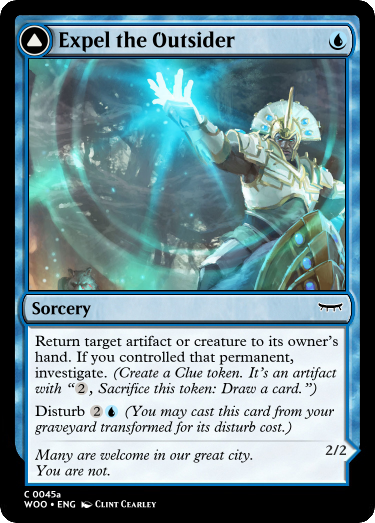 Expel the Outsider
Sorcery
Return target artifact or creature to its owner's
hand. If you controlled that permanent,
investigate. (Create a Clue token. It's an artifact
with “2, Sacrifice this token: Draw a card.”)
Disturb 2 (You may cast this card from your
graveyard transformed for its disturb cost.)
Many are welcome in our great city.
You are not.
2/2
C 0045a
WOO • ENG Clint Cearley